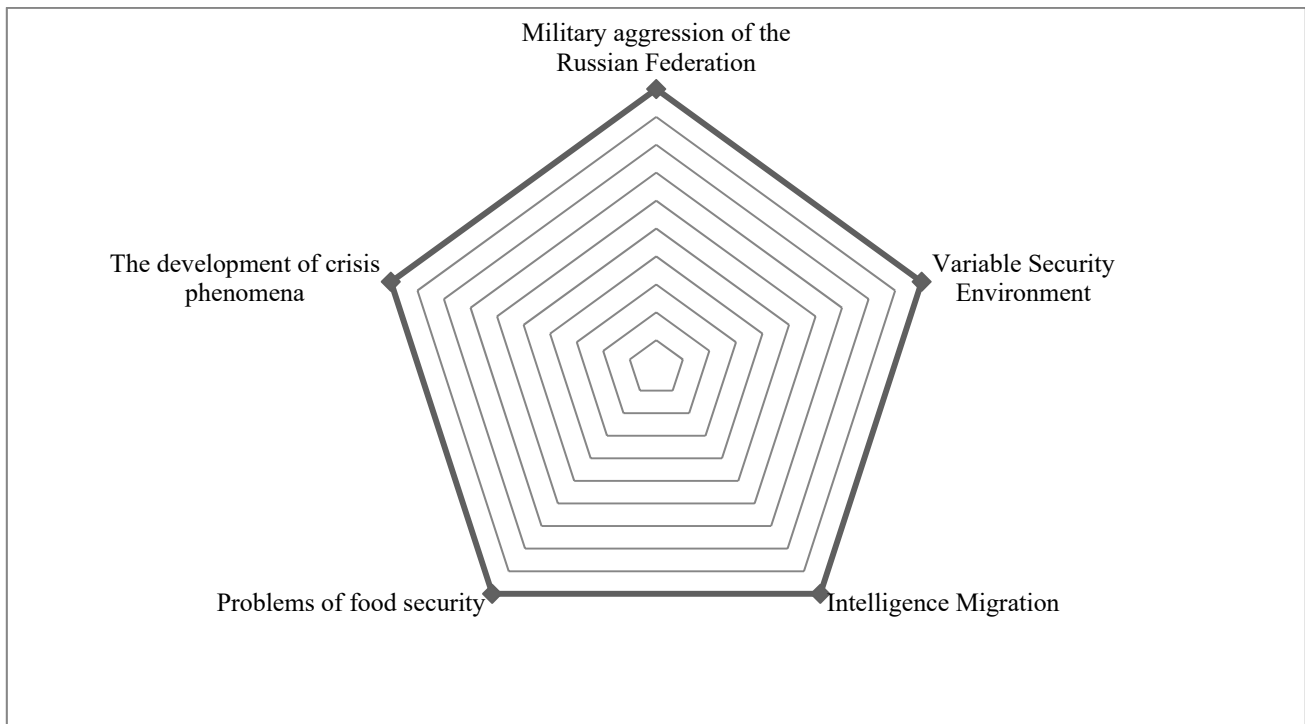 Military aggression of the
Russian Federation
The development of crisis
phenomena
Variable Security
Environment
Problems of food security
Intelligence Migration